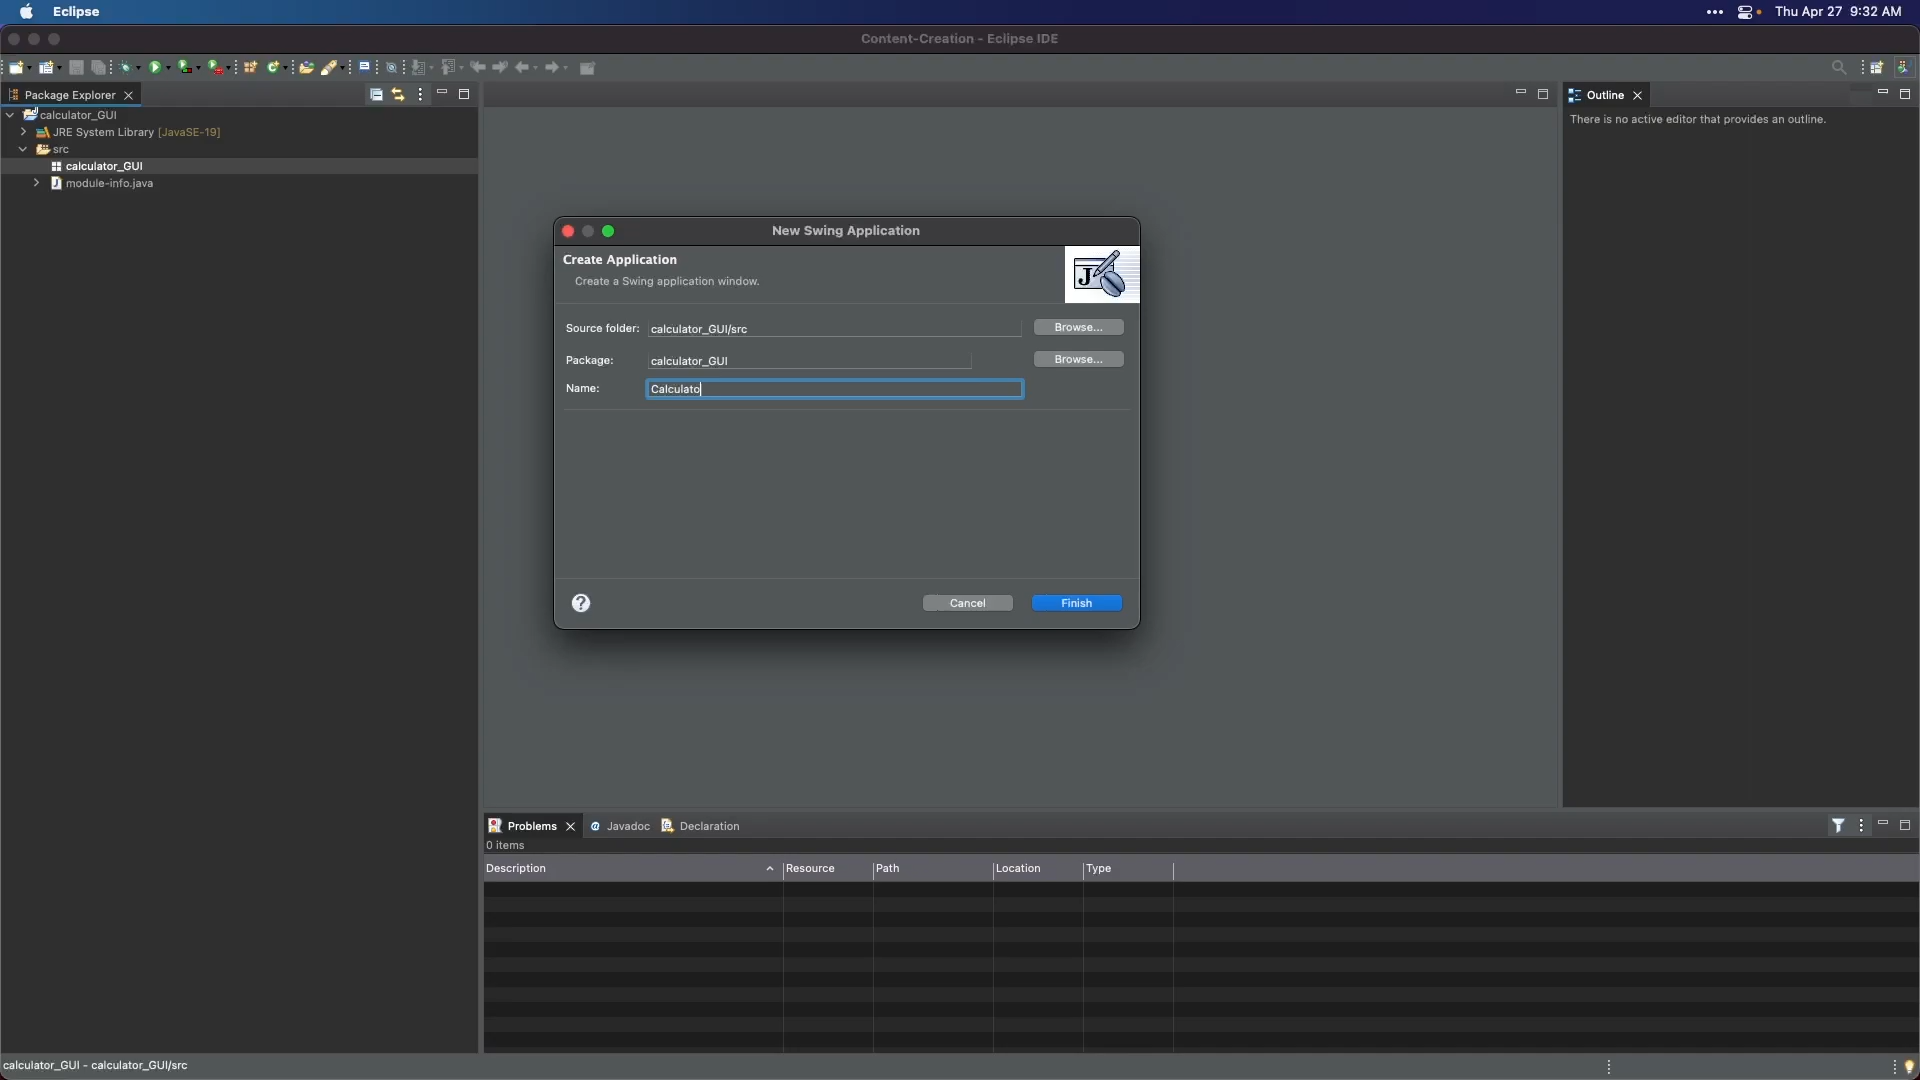 Eclipse
Thu Apr 27 9:32 AM
Content-Creation - Eclipse IDE
Package Explorer
calculator_GUI
JRE System Library [JavaSE-19]
src
calculator_GUI
module-info.java
Outline
There is no active editor that provides an outline.
New Swing Application
Create Application
Create a Swing application window.
Source folder: calculator_GUI/src Browse...
Package: calculator_GUI Browse...
Name: Calculato
Cancel Finish
Problems Javadoc Declaration
0 items
Description Resource Path Location Type
calculator_GUI - calculator_GUI/src